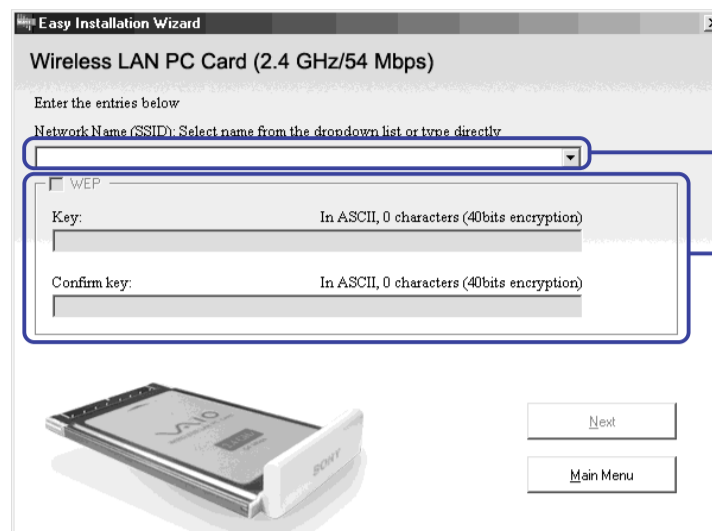 Easy Installation Wizard
Wireless LAN PC Card (2.4 GHz/54 Mbps)
Enter the entries below
Network Name (SSID): Select name from the dropdown list or type directly
WEP
Key: In ASCII, 0 characters (40bits encryption)
Confirm key: In ASCII, 0 characters (40bits encryption)
VAIO
SONY
Next
Main Menu